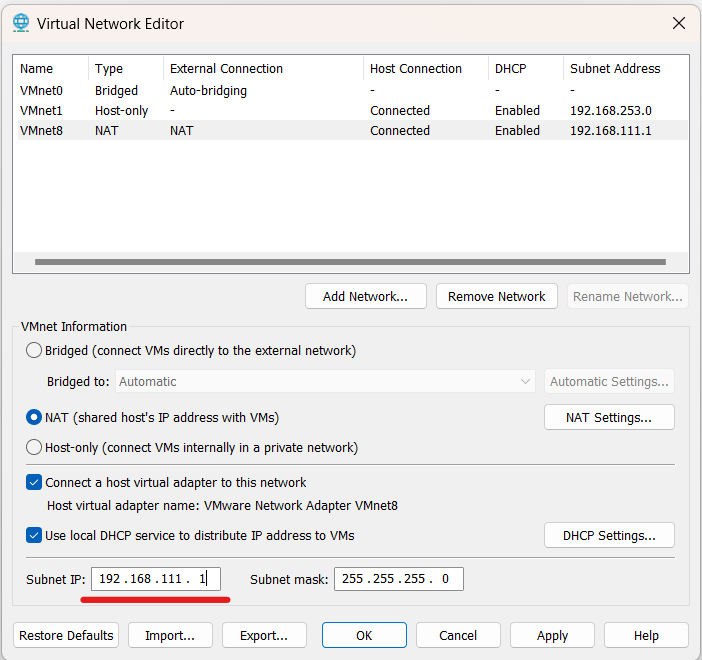 Virtual Network Editor
Name Type External Connection Host Connection DHCP Subnet Address
VMnet0 Bridged Auto-bridging - - -
VMnet1 Host-only - Connected Enabled 192.168.253.0
VMnet8 NAT NAT Connected Enabled 192.168.111.1
Add Network... Remove Network Rename Network...
VMnet Information
Bridged (connect VMs directly to the external network)
Bridged to: Automatic Automatic Settings...
NAT (shared host's IP address with VMs) NAT Settings...
Host-only (connect VMs internally in a private network)
Connect a host virtual adapter to this network
Host virtual adapter name: VMware Network Adapter VMnet8
Use local DHCP service to distribute IP address to VMs DHCP Settings...
Subnet IP: 192 . 168 . 111 . 1 Subnet mask: 255 . 255 . 255 . 0
Restore Defaults Import... Export... OK Cancel Apply Help